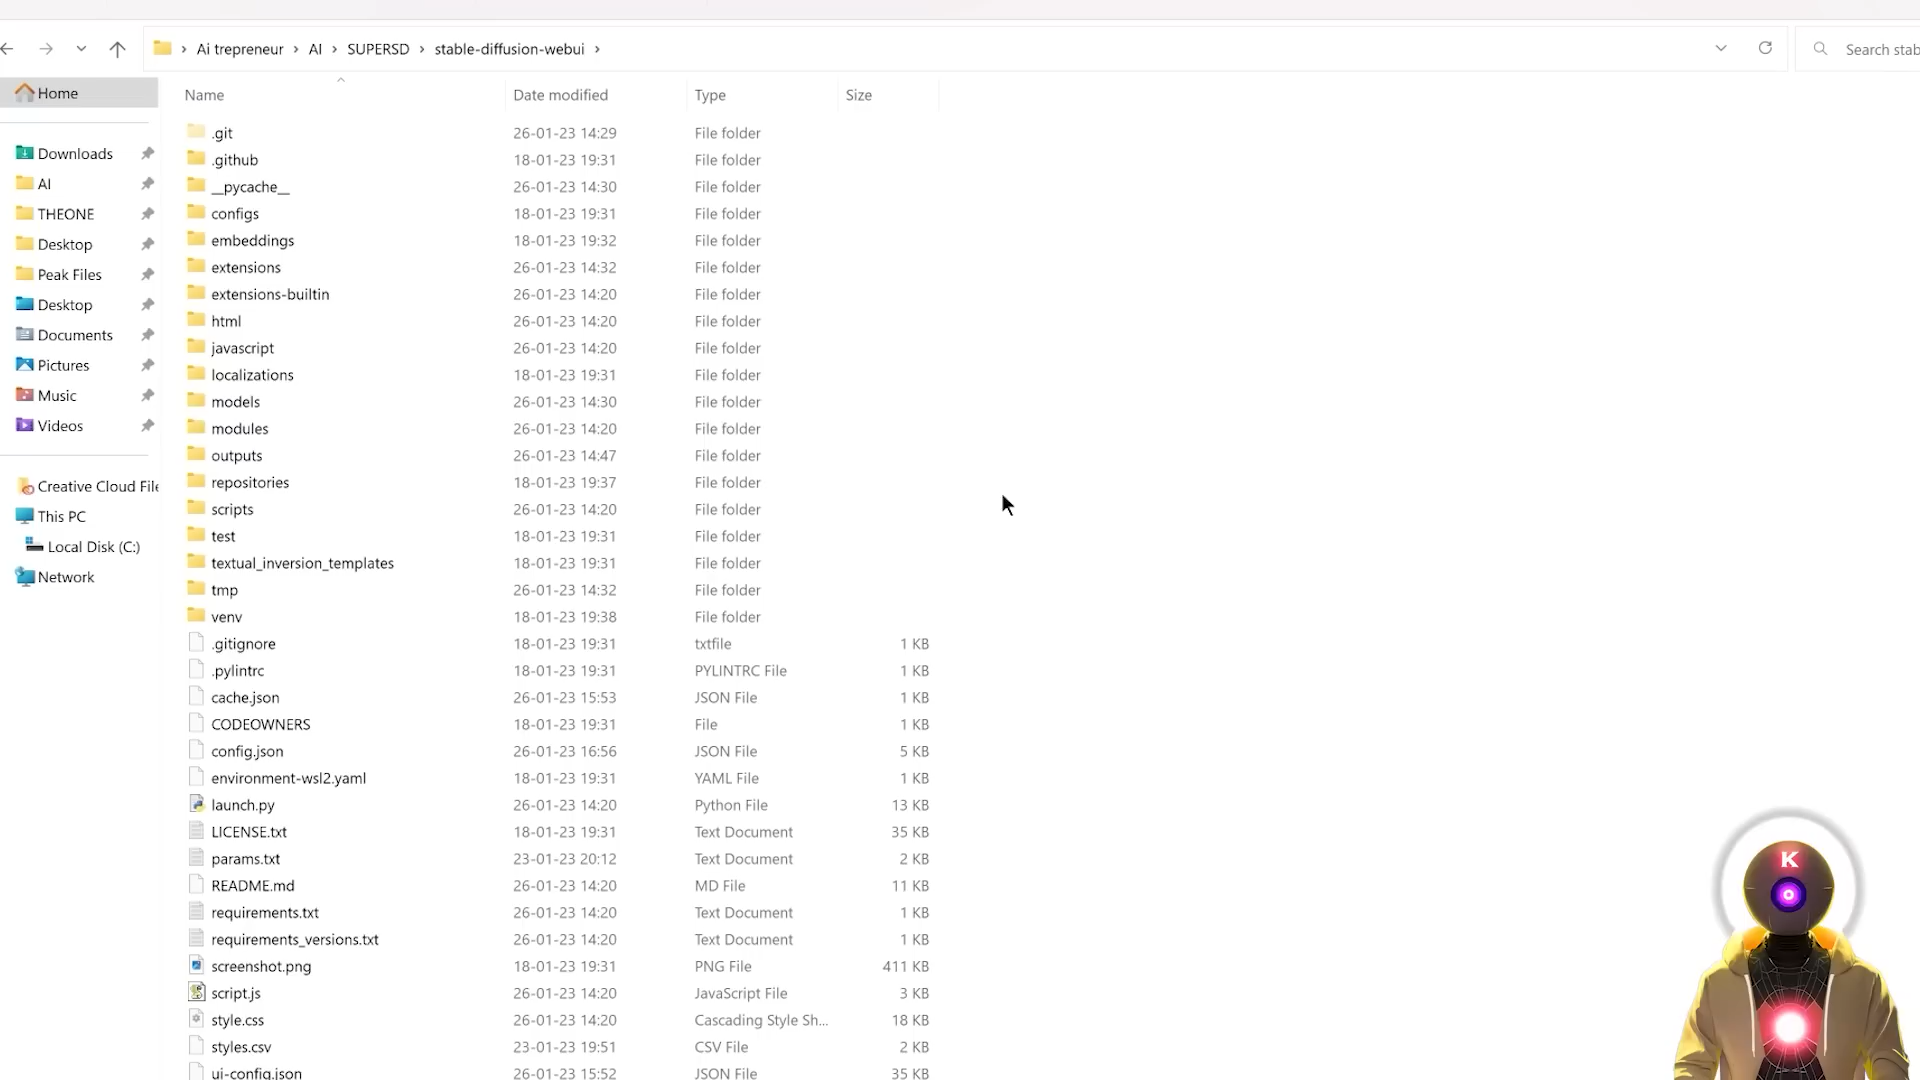 Ai trepreneur > AI > SUPERSD > stable-diffusion-webui >
Search stab
Home
Downloads
AI
THEONE
Desktop
Peak Files
Desktop
Documents
Pictures
Music
Videos
Creative Cloud File
This PC
Local Disk (C:)
Network
Name Date modified Type Size
.git 26-01-23 14:29 File folder
.github 18-01-23 19:31 File folder
__pycache__ 26-01-23 14:30 File folder
configs 18-01-23 19:31 File folder
embeddings 18-01-23 19:32 File folder
extensions 26-01-23 14:32 File folder
extensions-builtin 26-01-23 14:20 File folder
html 26-01-23 14:20 File folder
javascript 26-01-23 14:20 File folder
localizations 18-01-23 19:31 File folder
models 26-01-23 14:30 File folder
modules 26-01-23 14:20 File folder
outputs 26-01-23 14:47 File folder
repositories 18-01-23 19:37 File folder
scripts 26-01-23 14:20 File folder
test 18-01-23 19:31 File folder
textual_inversion_templates 18-01-23 19:31 File folder
tmp 26-01-23 14:32 File folder
venv 18-01-23 19:38 File folder
.gitignore 18-01-23 19:31 txtfile 1 KB
.pylintrc 18-01-23 19:31 PYLINTRC File 1 KB
cache.json 26-01-23 15:53 JSON File 1 KB
CODEOWNERS 18-01-23 19:31 File 1 KB
config.json 26-01-23 16:56 JSON File 5 KB
environment-wsl2.yaml 18-01-23 19:31 YAML File 1 KB
launch.py 26-01-23 14:20 Python File 13 KB
LICENSE.txt 18-01-23 19:31 Text Document 35 KB
params.txt 23-01-23 20:12 Text Document 2 KB
README.md 26-01-23 14:20 MD File 11 KB
requirements.txt 26-01-23 14:20 Text Document 1 KB
requirements_versions.txt 26-01-23 14:20 Text Document 1 KB
screenshot.png 18-01-23 19:31 PNG File 411 KB
script.js 26-01-23 14:20 JavaScript File 3 KB
style.css 26-01-23 14:20 Cascading Style Sh... 18 KB
styles.csv 23-01-23 19:51 CSV File 2 KB
ui-config.json 26-01-23 15:52 JSON File 35 KB
K